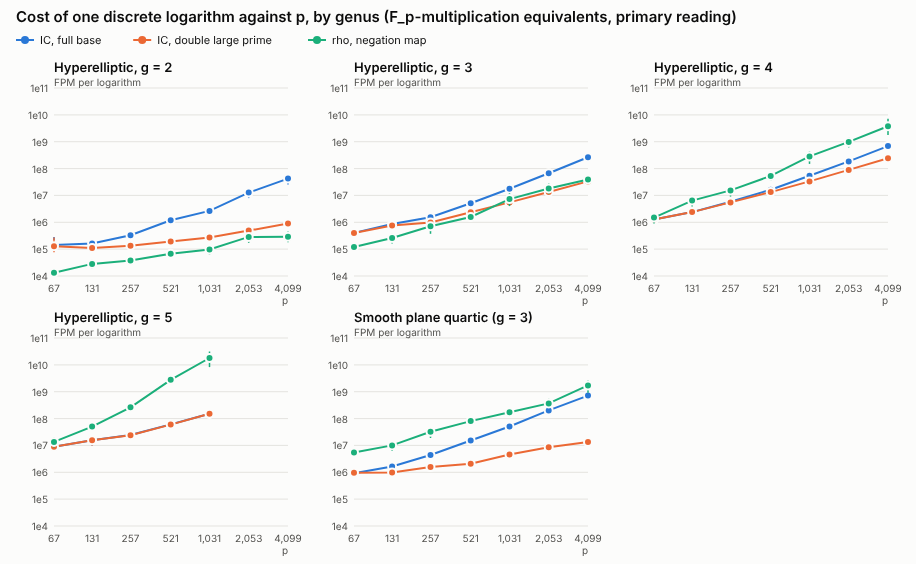 Cost of one discrete logarithm against p, by genus (F_p-multiplication equivalents, primary reading)
IC, full base IC, double large prime rho, negation map
Hyperelliptic, g = 2
FPM per logarithm
1e11
1e10
1e9
1e8
1e7
1e6
1e5
1e4
67 131 257 521 1,031 2,053 4,099
p
Hyperelliptic, g = 3
FPM per logarithm
1e11
1e10
1e9
1e8
1e7
1e6
1e5
1e4
67 131 257 521 1,031 2,053 4,099
p
Hyperelliptic, g = 4
FPM per logarithm
1e11
1e10
1e9
1e8
1e7
1e6
1e5
1e4
67 131 257 521 1,031 2,053 4,099
p
Hyperelliptic, g = 5
FPM per logarithm
1e11
1e10
1e9
1e8
1e7
1e6
1e5
1e4
67 131 257 521 1,031 2,053 4,099
p
Smooth plane quartic (g = 3)
FPM per logarithm
1e11
1e10
1e9
1e8
1e7
1e6
1e5
1e4
67 131 257 521 1,031 2,053 4,099
p